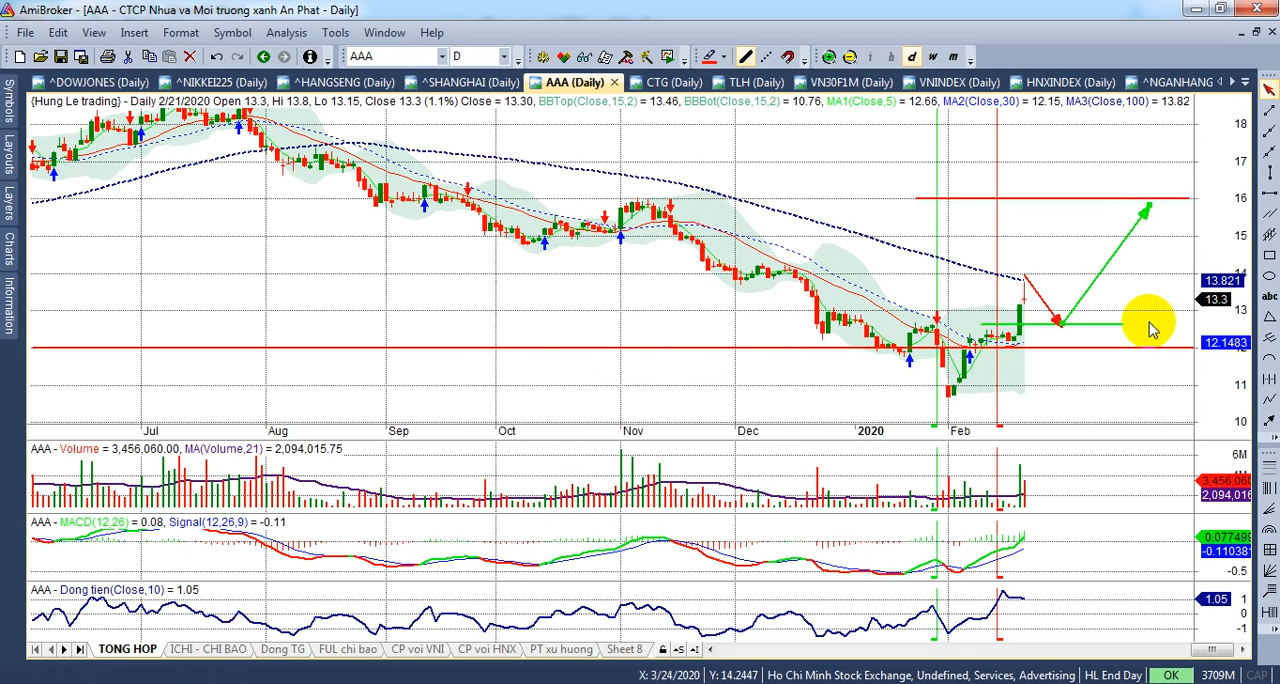 AmiBroker - [AAA - CTCP Nhua va Moi truong xanh An Phat - Daily]
File Edit View Insert Format Symbol Analysis Tools Window Help
AAA D i h d w m
^DOWJONES (Daily) ^NIKKEI225 (Daily) ^HANGSENG (Daily) ^SHANGHAI (Daily) AAA (Daily) CTG (Daily) TLH (Daily) VN30F1M (Daily) VNINDEX (Daily) HNXINDEX (Daily) ^NGANHANG
{Hung Le trading} - Daily 2/21/2020 Open 13.3, Hi 13.8, Lo 13.15, Close 13.3 (1.1%) Close = 13.30, BBTop(Close,15,2) = 13.46, BBBot(Close,15,2) = 10.76, MA1(Close,5) = 12.66, MA2(Close,30) = 12.15, MA3(Close,100) = 13.82
Symbols
Layouts
Layers
Charts
Information
abc
18
17
16
15
14
13.821
13.3
13
12.1483
11
10
Jul Aug Sep Oct Nov Dec 2020 Feb
AAA - Volume = 3,456,060.00, MA(Volume,21) = 2,094,015.75
6M
3,456,060
2,094,016
AAA - MACD(12,26) = 0.08, Signal(12,26,9) = -0.11
0.077499
-0.110381
-0.5
AAA - Dong tien(Close,10) = 1.05
1.05
1
0
-1
TONG HOP ICHI - CHI BAO Dong TG FUL chi bao CP voi VNI CP voi HNX PT xu huong Sheet 8
X: 3/24/2020 Y: 14.2447 Ho Chi Minh Stock Exchange, Undefined, Services, Advertising HL End Day OK 3709M CAP